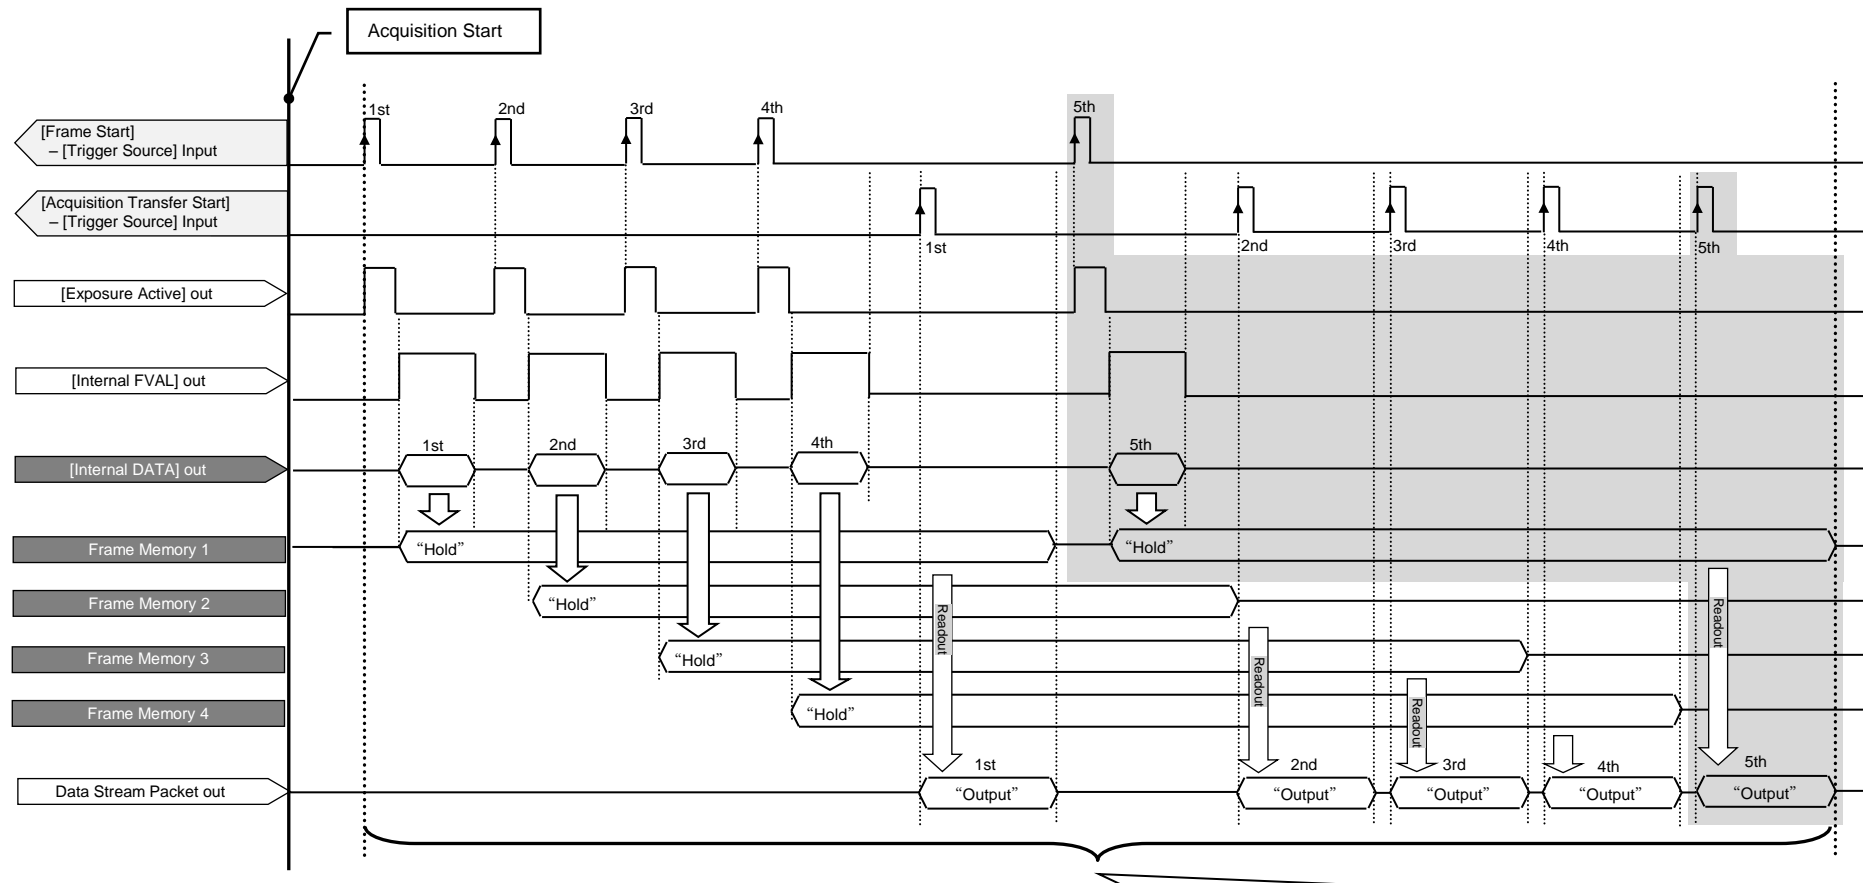 Acquisition Start
1st 2nd 3rd 4th 5th
[Frame Start]
– [Trigger Source] Input
[Acquisition Transfer Start]
– [Trigger Source] Input
1st 2nd 3rd 4th 5th
[Exposure Active] out
[Internal FVAL] out
1st 2nd 3rd 4th 5th
[Internal DATA] out
Frame Memory 1 “Hold” “Hold”
Frame Memory 2 “Hold”
Readout
Readout
Frame Memory 3 “Hold”
Readout
Readout
Frame Memory 4 “Hold”
1st 2nd 3rd 4th 5th
Data Stream Packet out “Output” “Output” “Output” “Output” “Output”